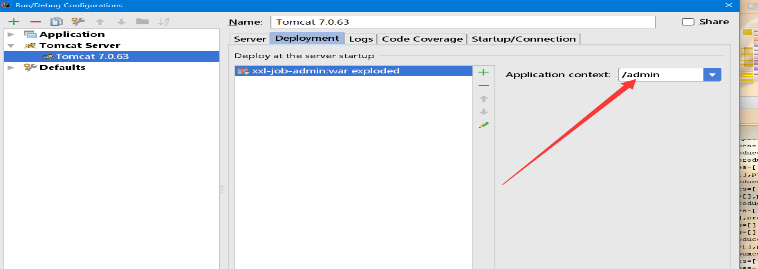 Run/Debug Configurations
Name: Tomcat 7.0.63
Share
Application
Tomcat Server
Tomcat 7.0.63
Defaults
Server Deployment Logs Code Coverage Startup/Connection
Deploy at the server startup
xxl-job-admin:war exploded
Application context: /admin